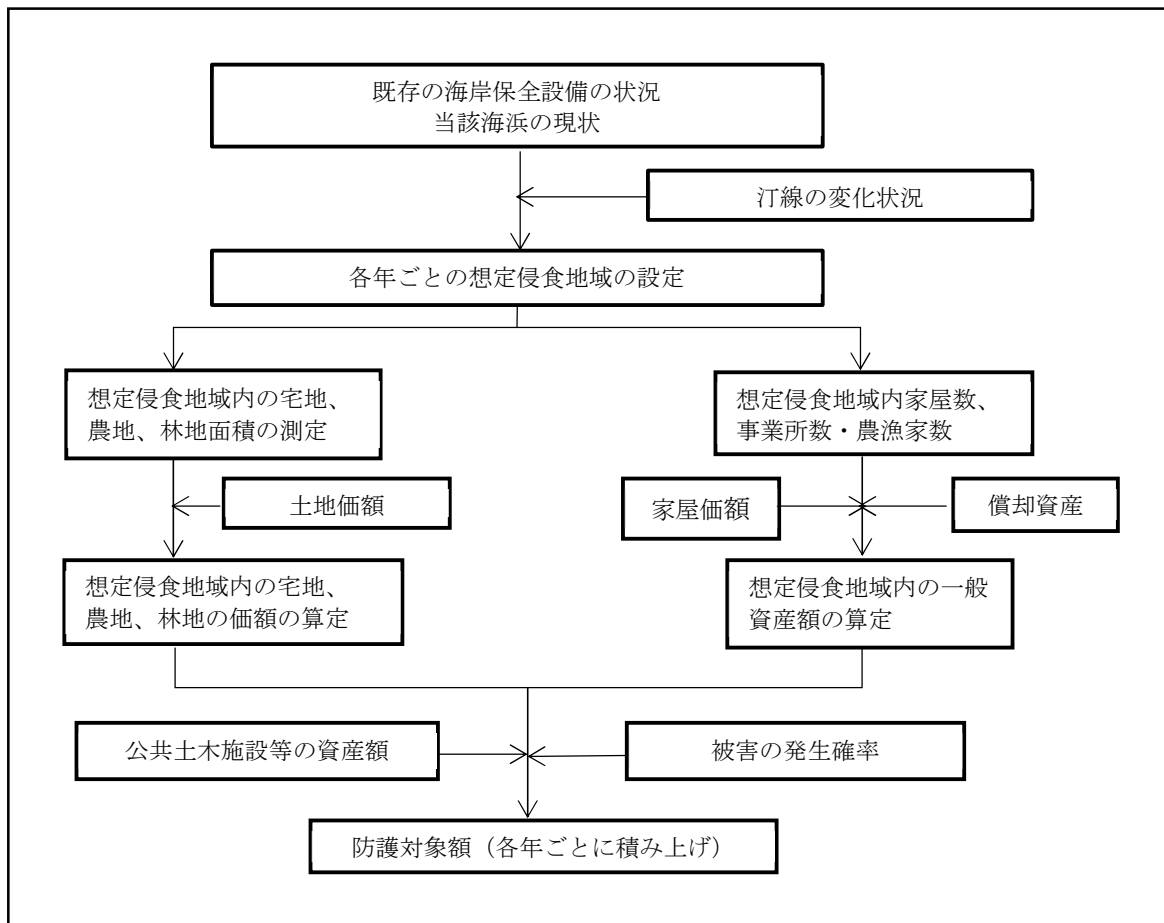 既存の海岸保全設備の状況
当該海浜の現状
汀線の変化状況
各年ごとの想定侵食地域の設定
想定侵食地域内の宅地、
農地、林地面積の測定
想定侵食地域内家屋数、
事業所数・農漁家数
土地価額
家屋価額
償却資産
想定侵食地域内の宅地、
農地、林地の価額の算定
想定侵食地域内の一般
資産額の算定
公共土木施設等の資産額
被害の発生確率
防護対象額（各年ごとに積み上げ）